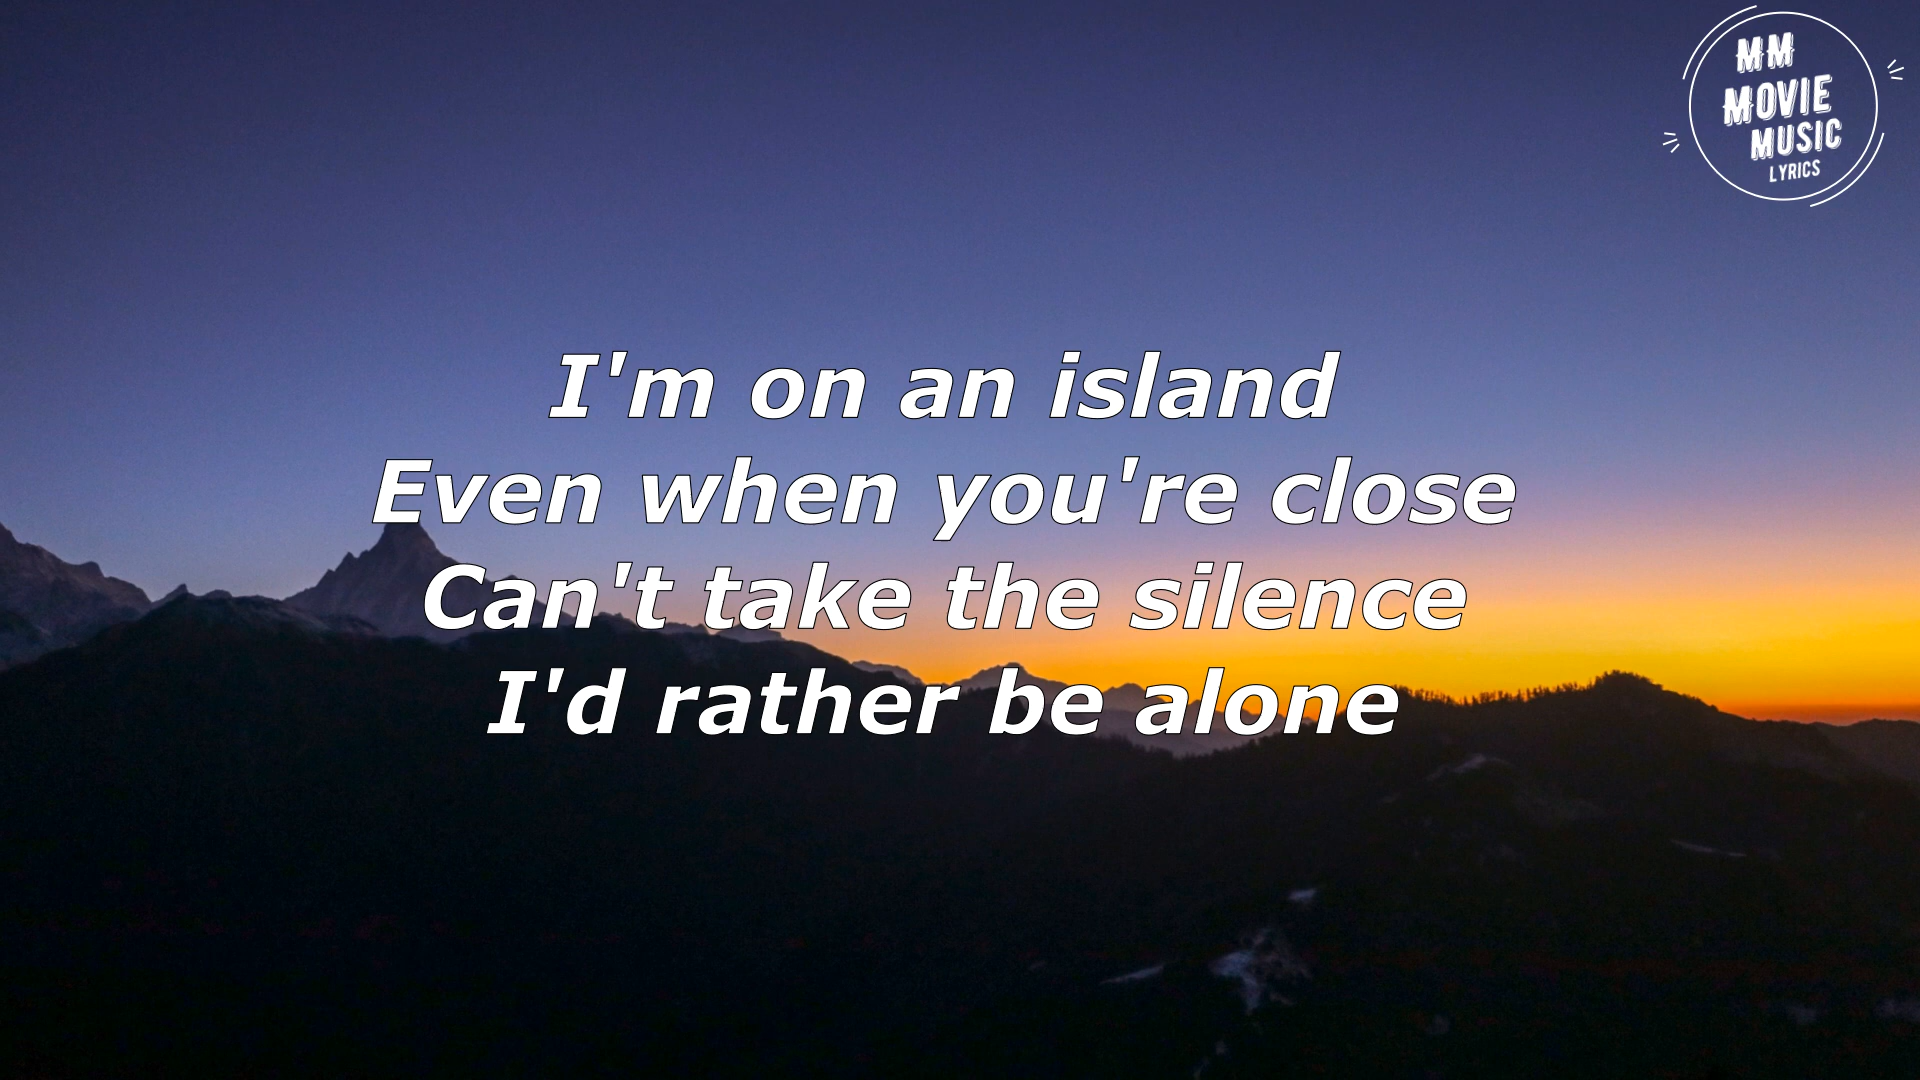 MM
MOVIE
MUSIC
LYRICS
I'm on an island
Even when you're close
Can't take the silence
I'd rather be alone